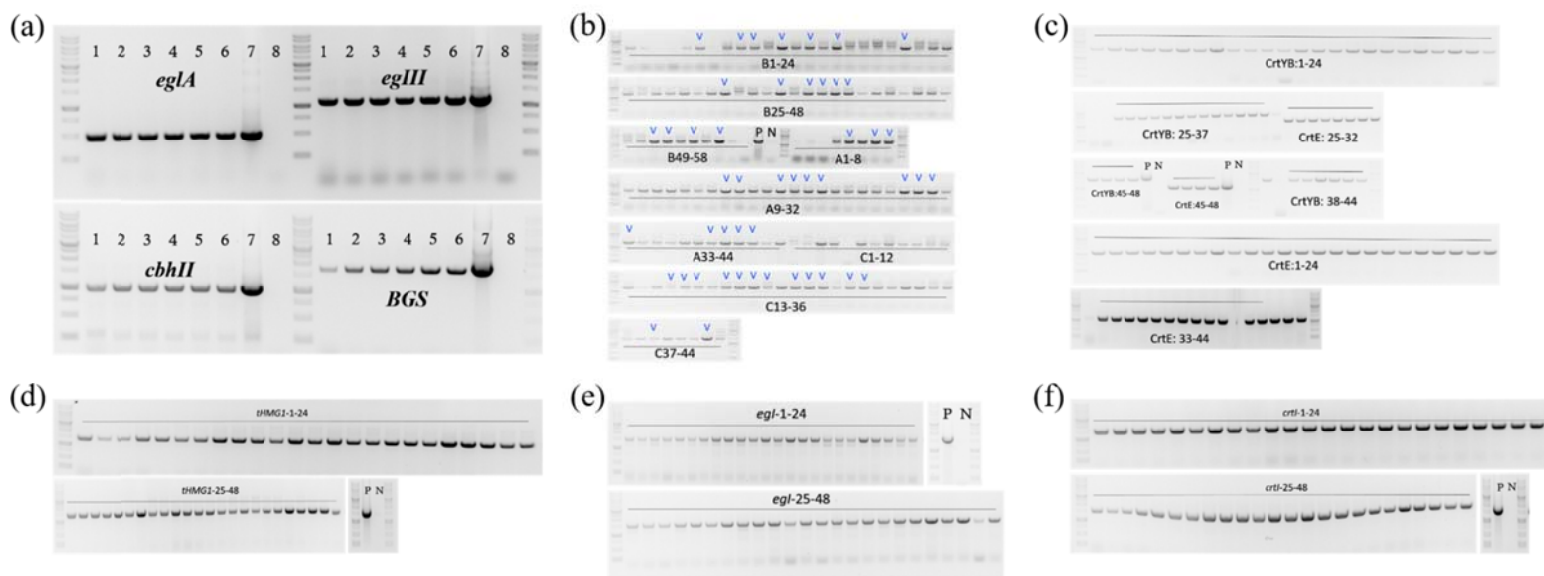 (a)
1 2 3 4 5 6 7 8
eglA
1 2 3 4 5 6 7 8
egIII
1 2 3 4 5 6 7 8
cbhII
1 2 3 4 5 6 7 8
BGS
(b)
V V V V V V V
B1-24
V V V V V V
B25-48
V V V V P N V V V
B49-58 A1-8
V V V V V V V V V
A9-32
V V V V V
A33-44 C1-12
V V V V V V V V V V V V
C13-36
V V
C37-44
(c)
CrtYB:1-24
CrtYB: 25-37 CrtE: 25-32
P N P N
CrtYB:45-48 CrtE:45-48 CrtYB: 38-44
CrtE:1-24
CrtE: 33-44
(d)
tHMG1-1-24
tHMG1-25-48 P N
(e)
egI-1-24 P N
egI-25-48
(f)
crtI-1-24
crtI-25-48 P N